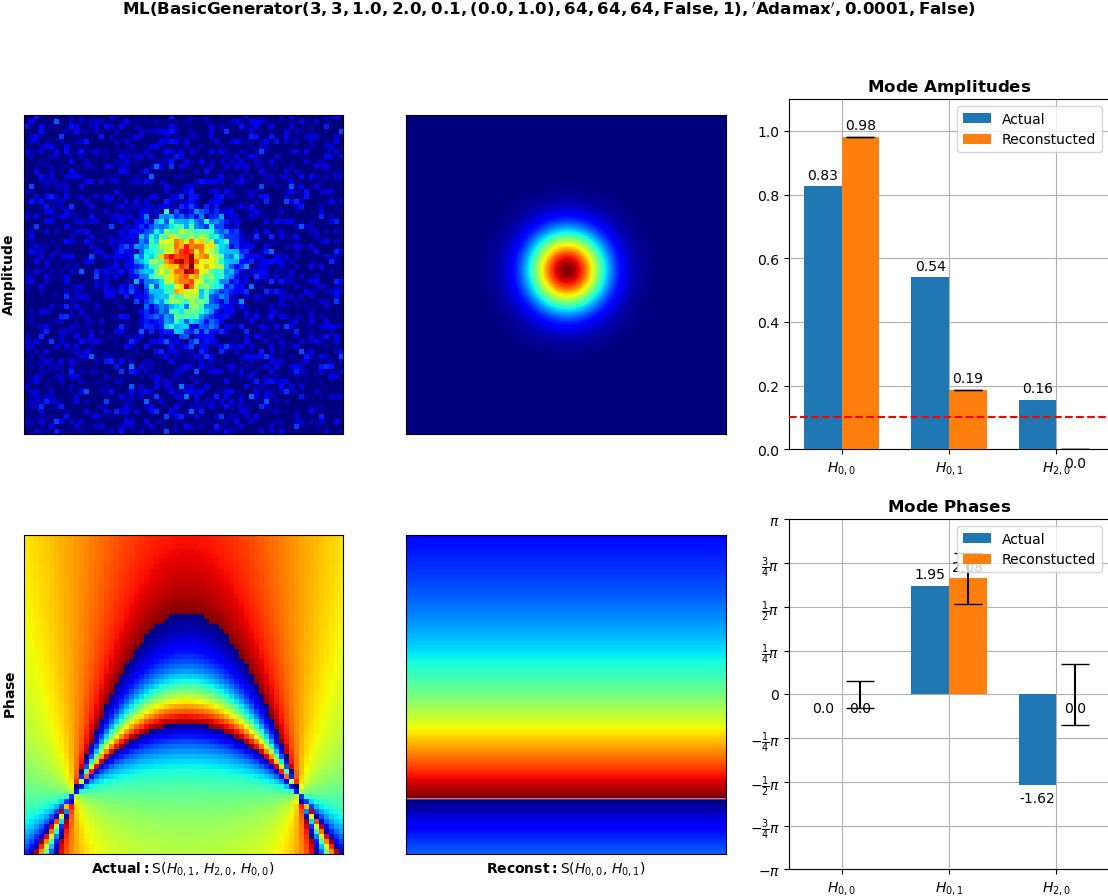 ML(BasicGenerator(3, 3, 1.0, 2.0, 0.1, (0.0, 1.0), 64, 64, 64, False, 1), ′Adamax′, 0.0001, False)
Amplitude
Mode Amplitudes
Actual
Reconstucted
1.0
0.8
0.6
0.4
0.2
0.0
0.83
0.98
0.54
0.19
0.16
0.0
H0,0
H0,1
H2,0
Phase
Actual: S(H0,1, H2,0, H0,0)
Reconst: S(H0,0, H0,1)
Mode Phases
Actual
Reconstucted
π
3/4π
1/2π
1/4π
0
−1/4π
−1/2π
−3/4π
−π
0.0
0.0
1.95
2.08
-1.62
0.0
H0,0
H0,1
H2,0